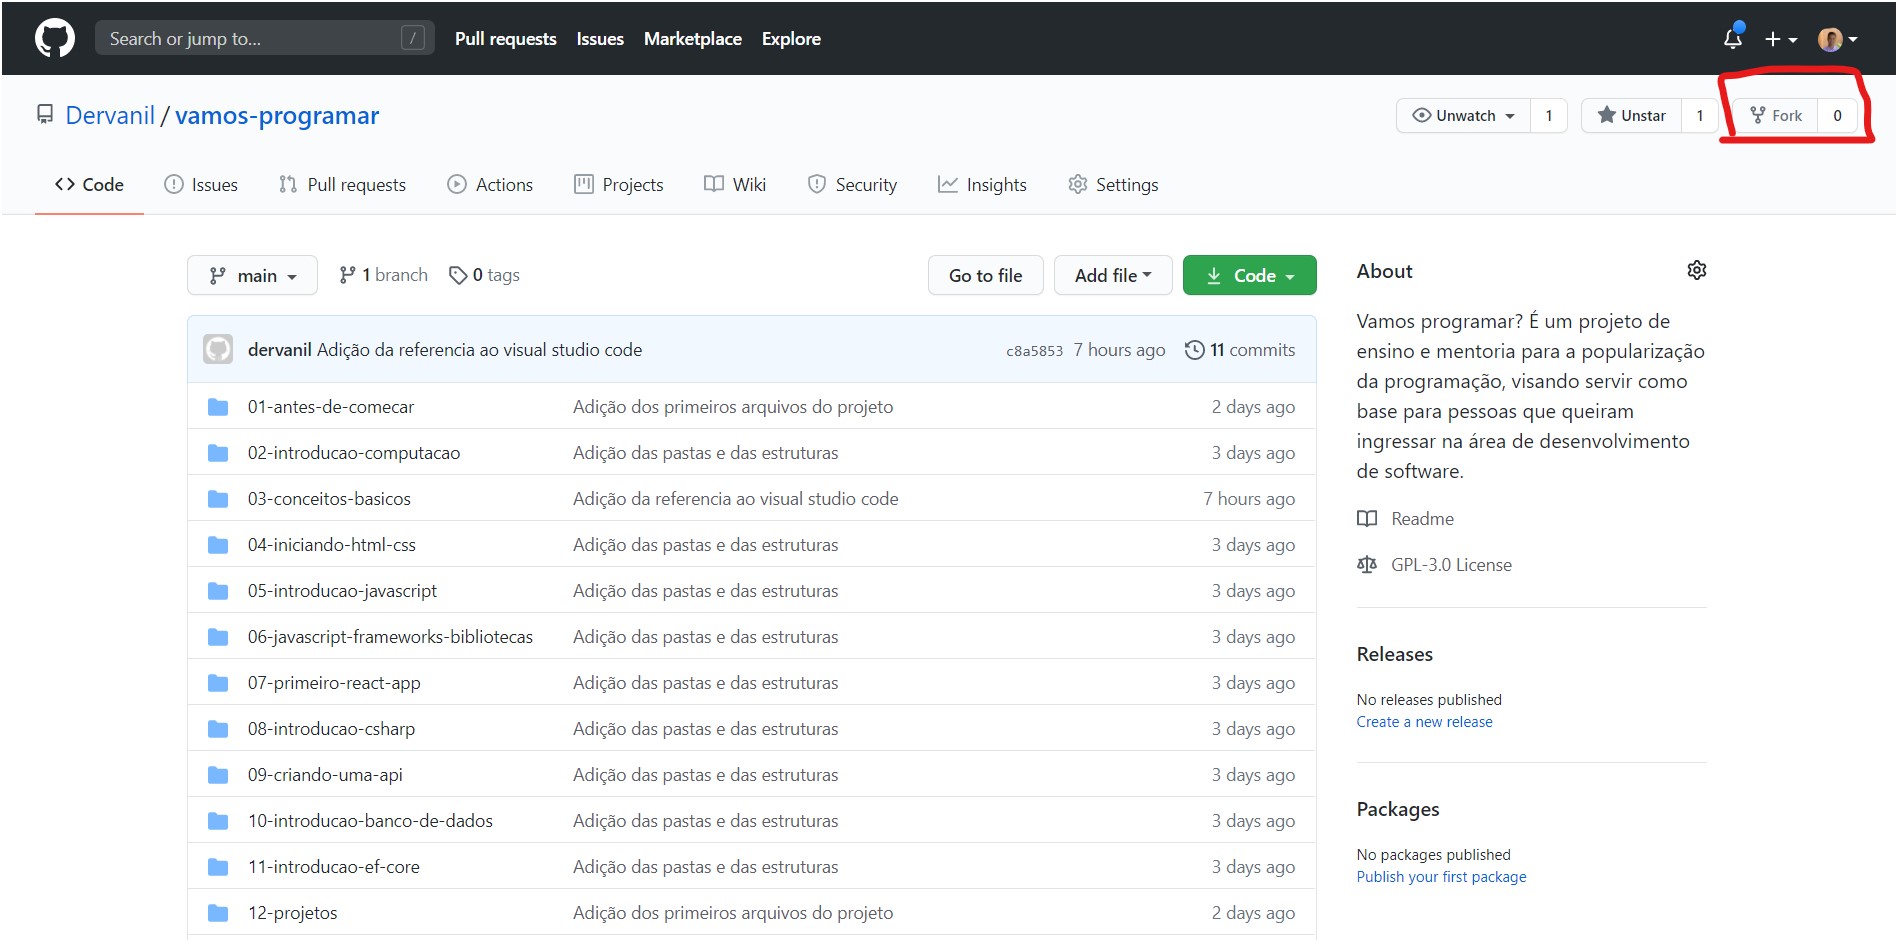 Search or jump to... / Pull requests Issues Marketplace Explore
Dervanil / vamos-programar Unwatch 1 Unstar 1 Fork 0
Code Issues Pull requests Actions Projects Wiki Security Insights Settings
main 1 branch 0 tags Go to file Add file Code
dervanil Adição da referencia ao visual studio code c8a5853 7 hours ago 11 commits
01-antes-de-comecar Adição dos primeiros arquivos do projeto 2 days ago
02-introducao-computacao Adição das pastas e das estruturas 3 days ago
03-conceitos-basicos Adição da referencia ao visual studio code 7 hours ago
04-iniciando-html-css Adição das pastas e das estruturas 3 days ago
05-introducao-javascript Adição das pastas e das estruturas 3 days ago
06-javascript-frameworks-bibliotecas Adição das pastas e das estruturas 3 days ago
07-primeiro-react-app Adição das pastas e das estruturas 3 days ago
08-introducao-csharp Adição das pastas e das estruturas 3 days ago
09-criando-uma-api Adição das pastas e das estruturas 3 days ago
10-introducao-banco-de-dados Adição das pastas e das estruturas 3 days ago
11-introducao-ef-core Adição das pastas e das estruturas 3 days ago
12-projetos Adição dos primeiros arquivos do projeto 2 days ago
About
Vamos programar? É um projeto de
ensino e mentoria para a popularização
da programação, visando servir como
base para pessoas que queiram
ingressar na área de desenvolvimento
de software.
Readme
GPL-3.0 License
Releases
No releases published
Create a new release
Packages
No packages published
Publish your first package